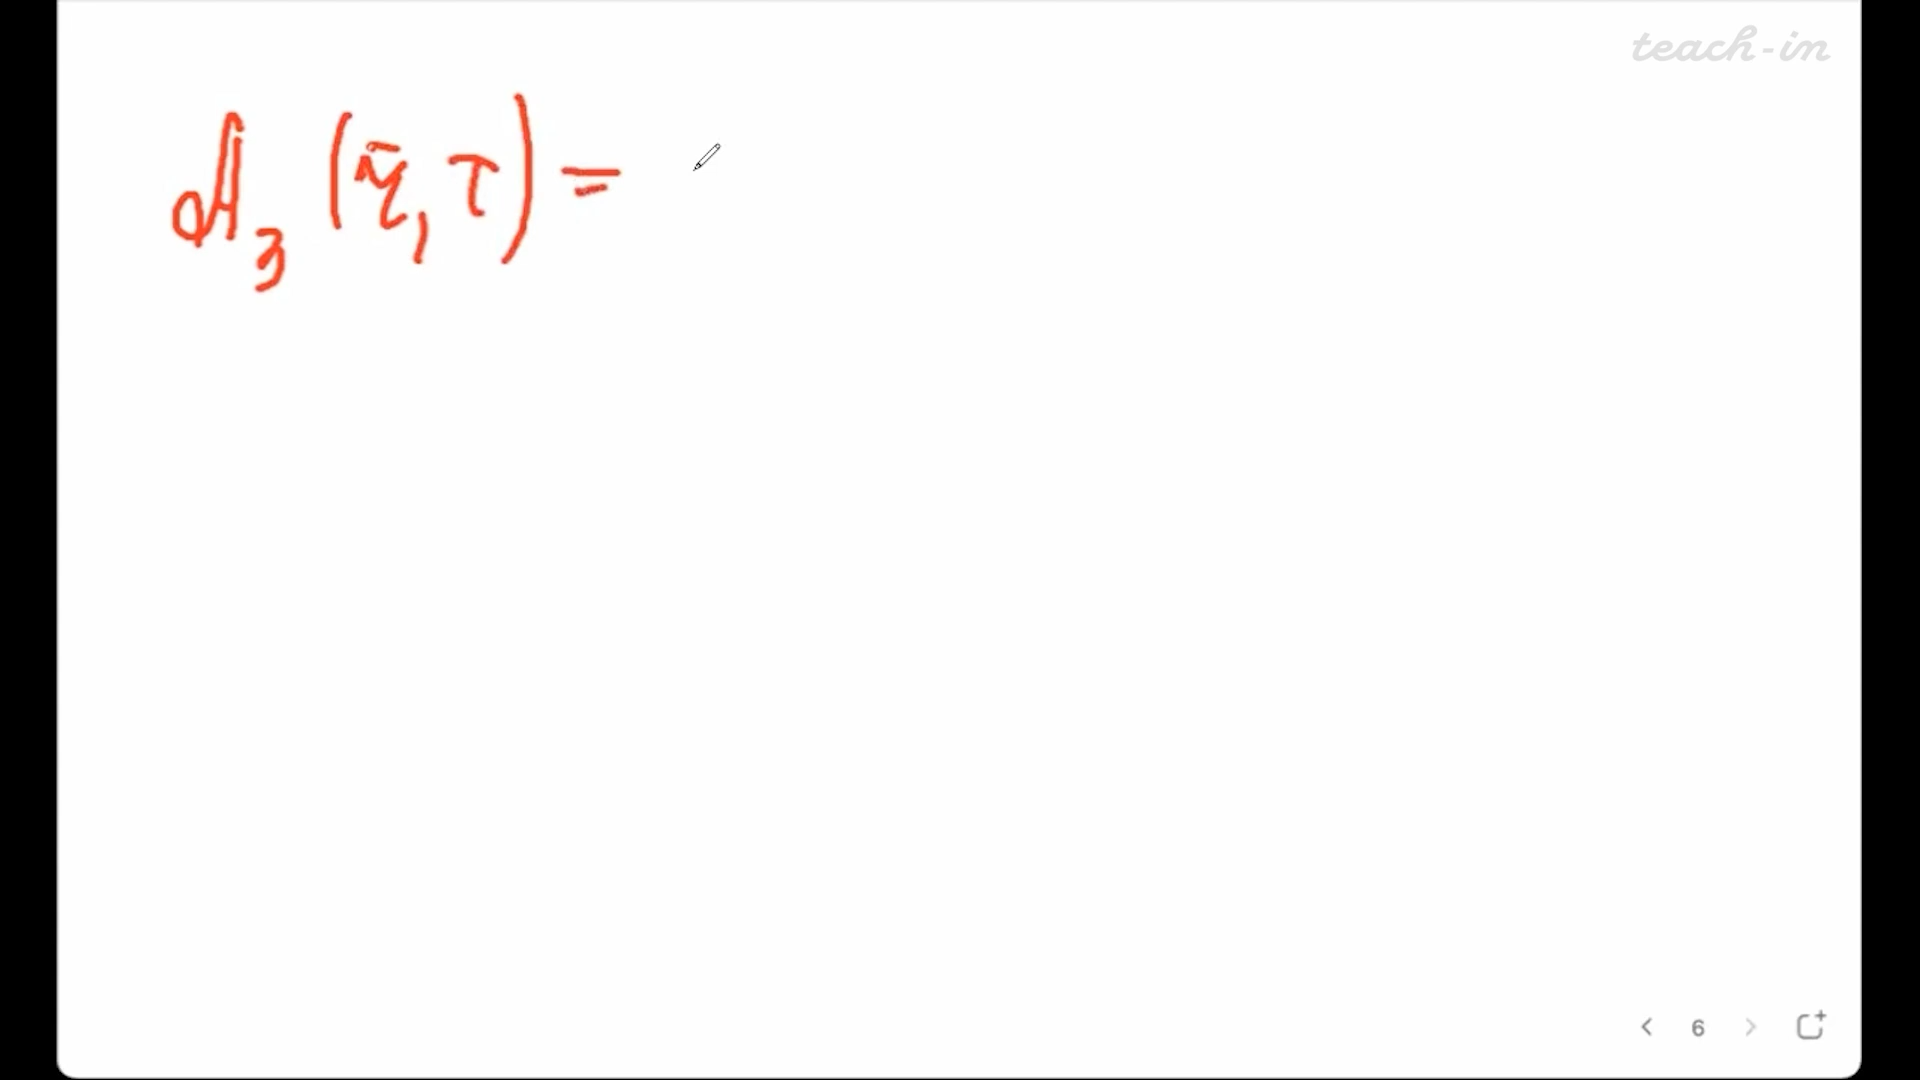 teach-in
A₃ (r̄, τ) =
6